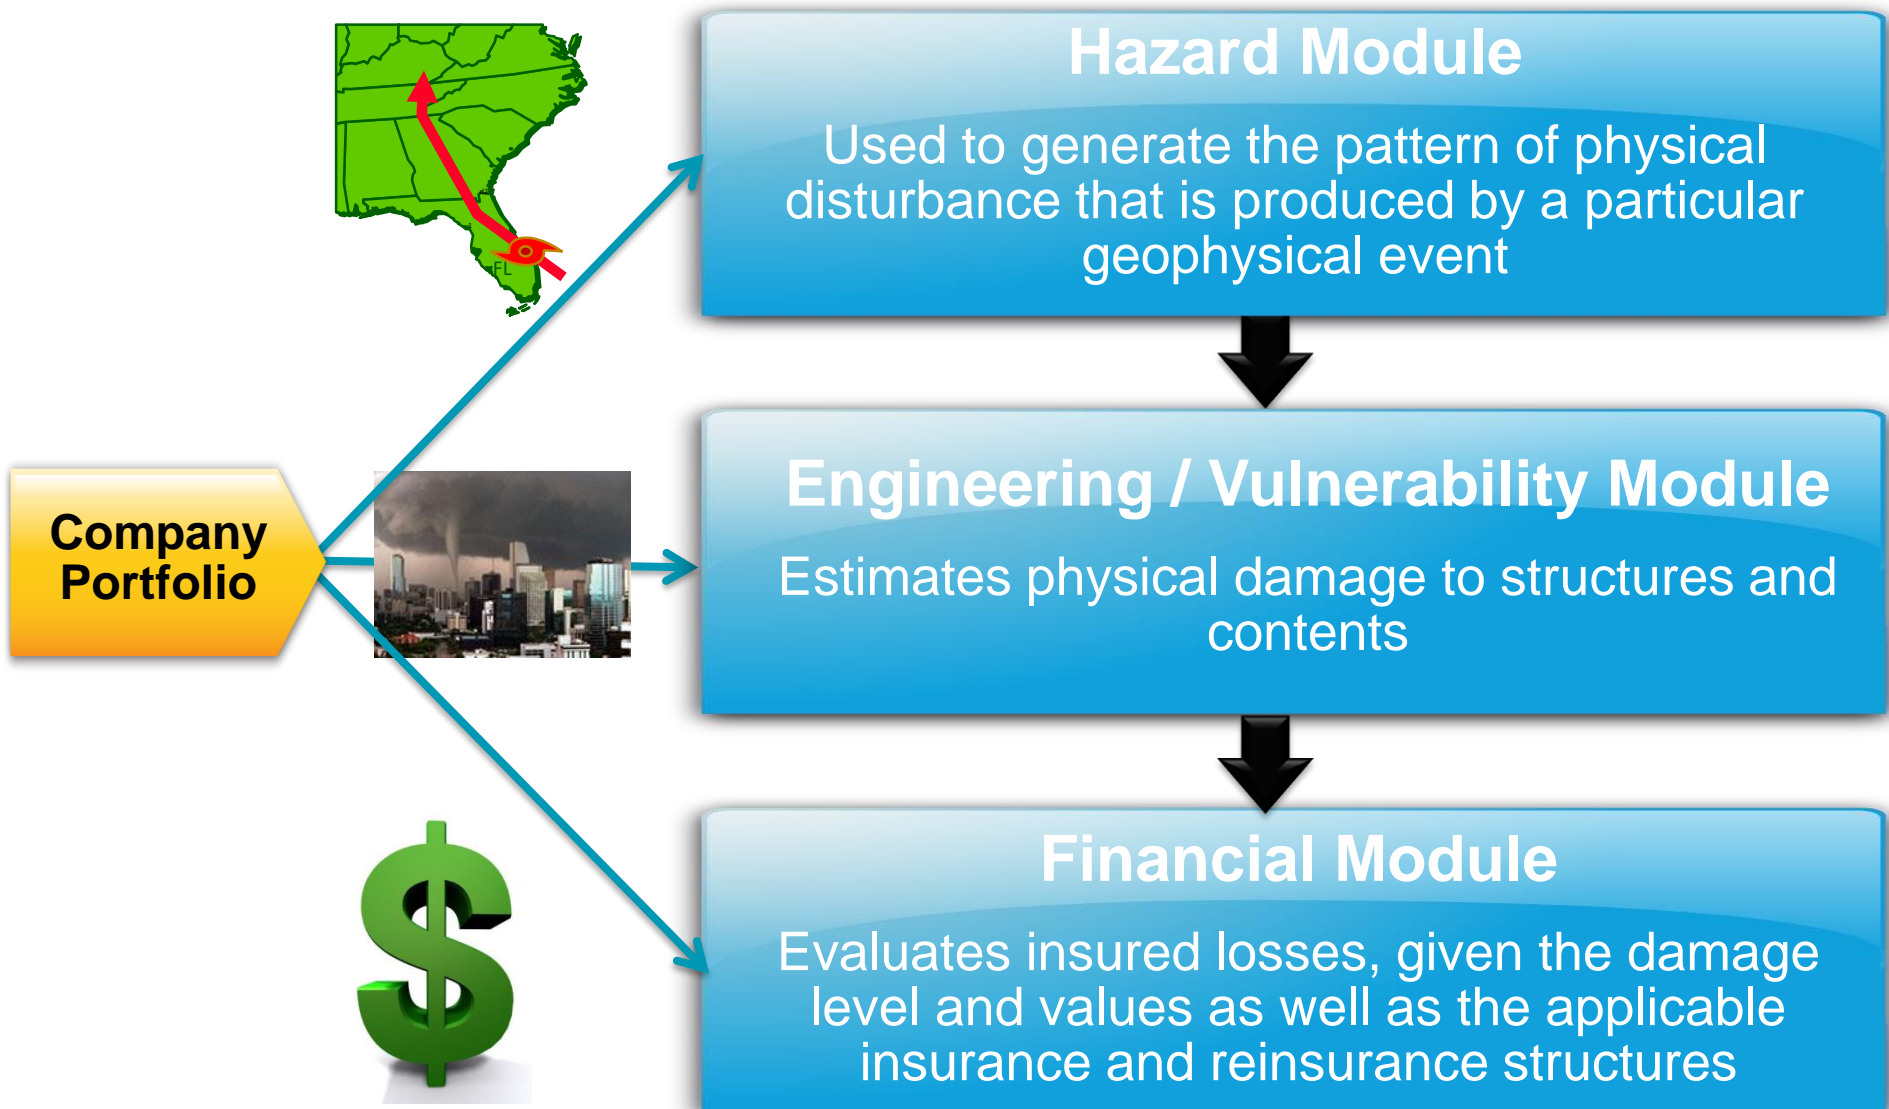 Hazard Module
Used to generate the pattern of physical
disturbance that is produced by a particular
geophysical event
FL
Company
Portfolio
Engineering / Vulnerability Module
Estimates physical damage to structures and
contents
Financial Module
Evaluates insured losses, given the damage
level and values as well as the applicable
insurance and reinsurance structures